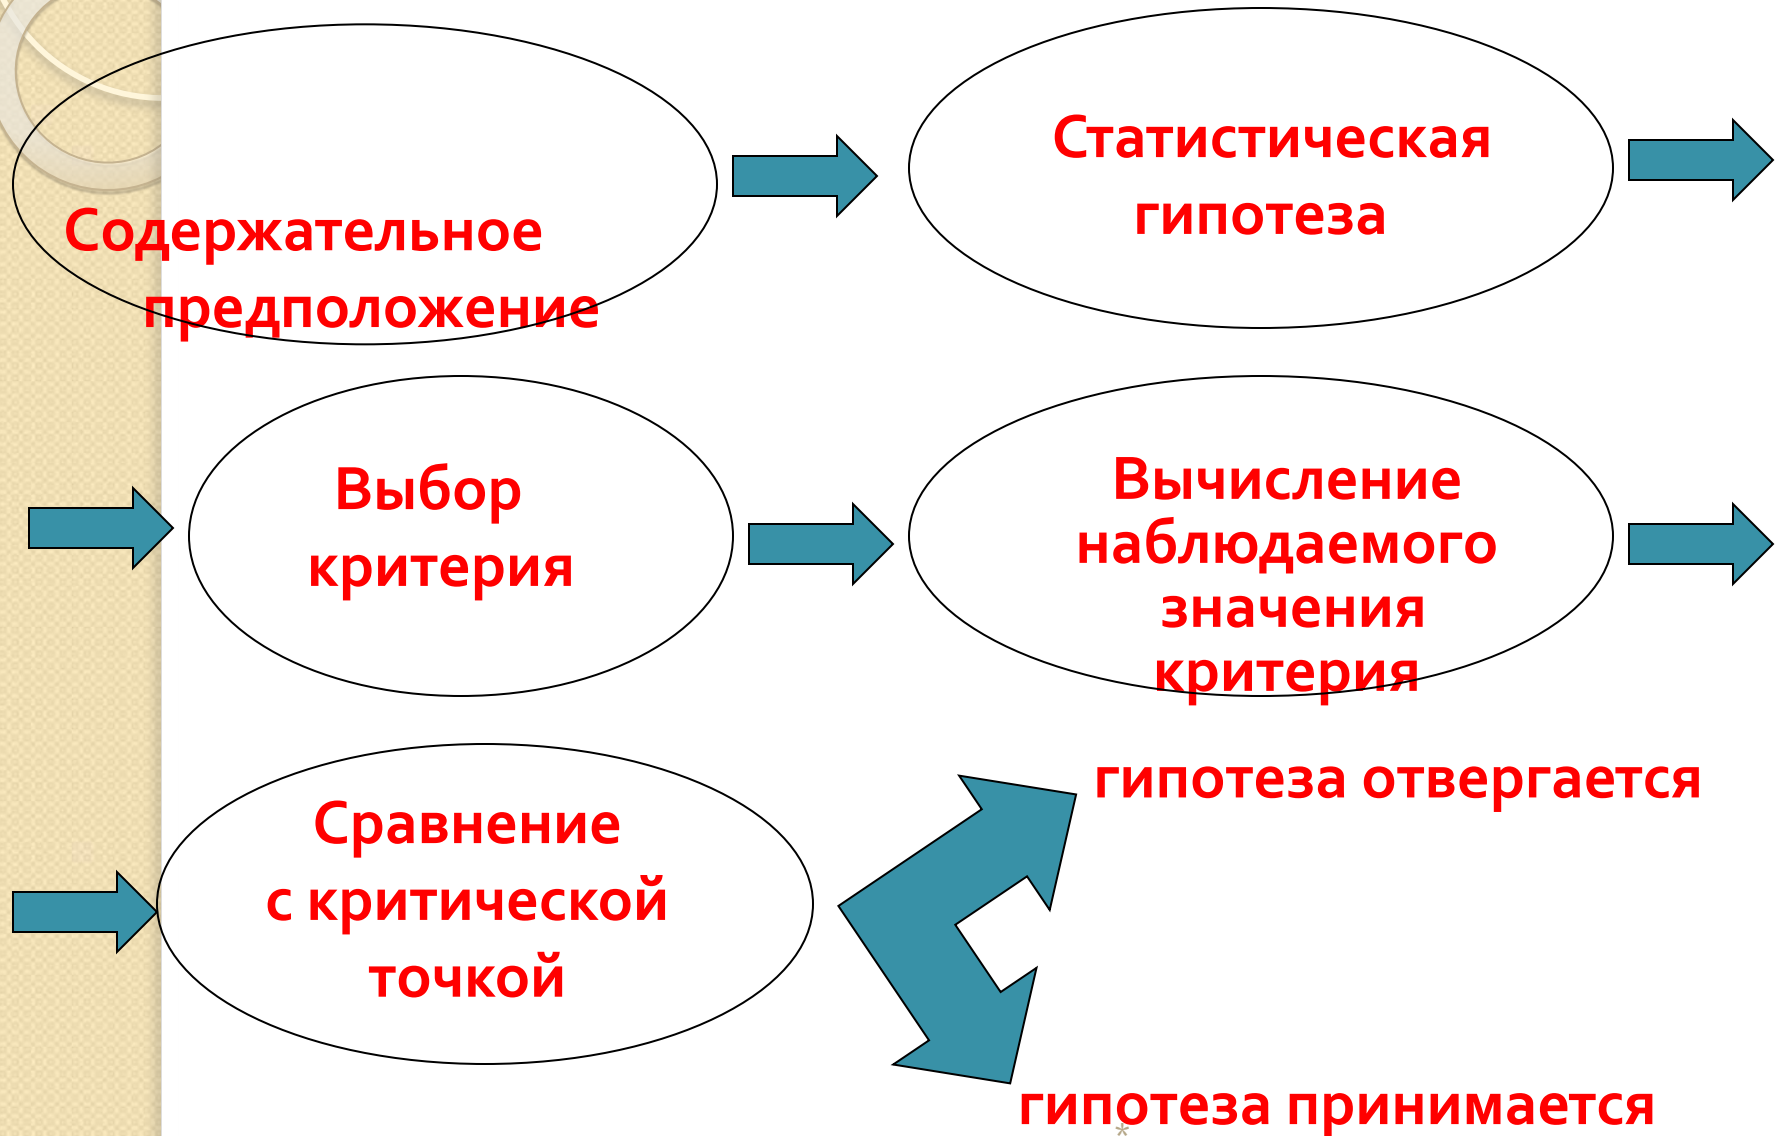 Содержательное
предположение
Статистическая
гипотеза
Выбор
критерия
Вычисление
наблюдаемого
значения
критерия
Сравнение
с критической
точкой
гипотеза отвергается
гипотеза принимается
*